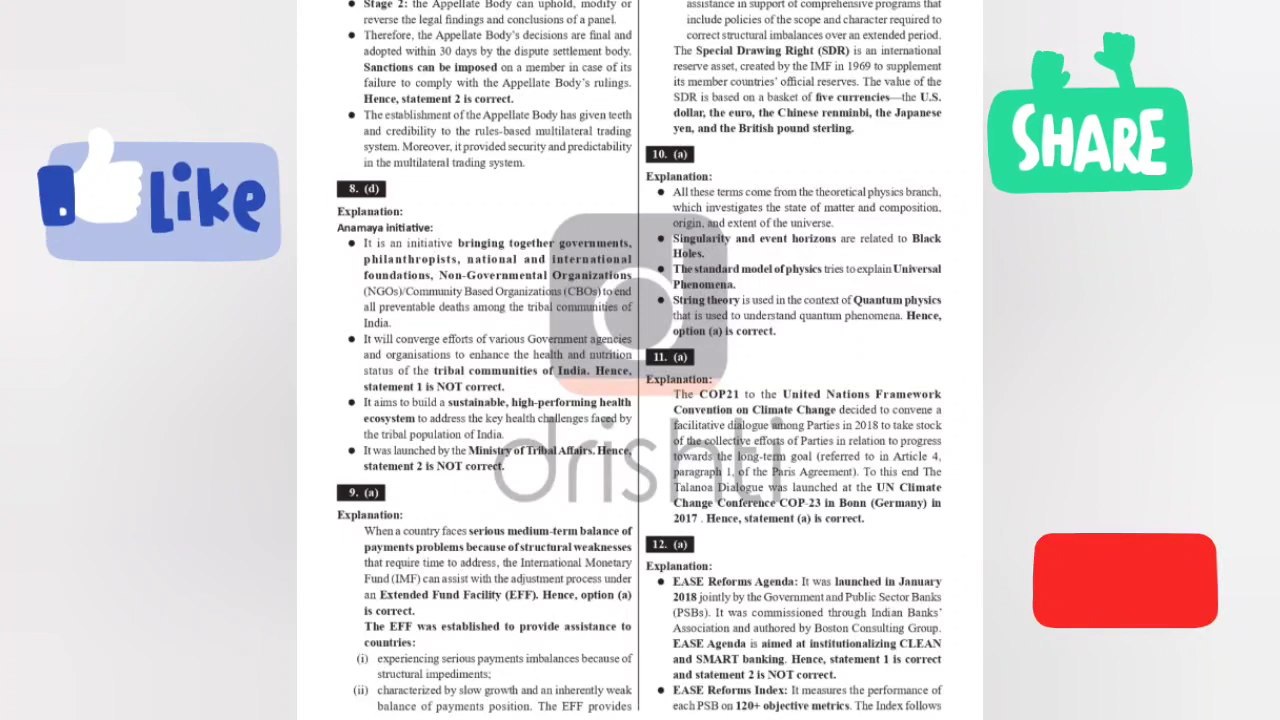 Stage 2: the Appellate Body can uphold, modify or
reverse the legal findings and conclusions of a panel.
● Therefore, the Appellate Body's decisions are final and
adopted within 30 days by the dispute settlement body.
Sanctions can be imposed on a member in case of its
failure to comply with the Appellate Body's rulings.
Hence, statement 2 is correct.
● The establishment of the Appellate Body has given teeth
and credibility to the rules-based multilateral trading
system. Moreover, it provided security and predictability
in the multilateral trading system.
8. (d)
Explanation:
Anamaya initiative:
● It is an initiative bringing together governments,
philanthropists, national and international
foundations, Non-Governmental Organizations
(NGOs)/Community Based Organizations (CBOs) to end
all preventable deaths among the tribal communities of
India.
● It will converge efforts of various Government agencies
and organisations to enhance the health and nutrition
status of the tribal communities of India. Hence,
statement 1 is NOT correct.
● It aims to build a sustainable, high-performing health
ecosystem to address the key health challenges faced by
the tribal population of India.
● It was launched by the Ministry of Tribal Affairs. Hence,
statement 2 is NOT correct.
9. (a)
Explanation:
When a country faces serious medium-term balance of
payments problems because of structural weaknesses
that require time to address, the International Monetary
Fund (IMF) can assist with the adjustment process under
an Extended Fund Facility (EFF). Hence, option (a)
is correct.
The EFF was established to provide assistance to
countries:
(i) experiencing serious payments imbalances because of
structural impediments;
(ii) characterized by slow growth and an inherently weak
balance of payments position. The EFF provides
assistance in support of comprehensive programs that
include policies of the scope and character required to
correct structural imbalances over an extended period.
The Special Drawing Right (SDR) is an international
reserve asset, created by the IMF in 1969 to supplement
its member countries' official reserves. The value of the
SDR is based on a basket of five currencies—the U.S.
dollar, the euro, the Chinese renminbi, the Japanese
yen, and the British pound sterling.
10. (a)
Explanation:
● All these terms come from the theoretical physics branch,
which investigates the state of matter and composition,
origin, and extent of the universe.
● Singularity and event horizons are related to Black
Holes.
● The standard model of physics tries to explain Universal
Phenomena.
● String theory is used in the context of Quantum physics
that is used to understand quantum phenomena. Hence,
option (a) is correct.
11. (a)
Explanation:
The COP21 to the United Nations Framework
Convention on Climate Change decided to convene a
facilitative dialogue among Parties in 2018 to take stock
of the collective efforts of Parties in relation to progress
towards the long-term goal (referred to in Article 4,
paragraph 1, of the Paris Agreement). To this end The
Talanoa Dialogue was launched at the UN Climate
Change Conference COP-23 in Bonn (Germany) in
2017 . Hence, statement (a) is correct.
12. (a)
Explanation:
● EASE Reforms Agenda: It was launched in January
2018 jointly by the Government and Public Sector Banks
(PSBs). It was commissioned through Indian Banks'
Association and authored by Boston Consulting Group.
EASE Agenda is aimed at institutionalizing CLEAN
and SMART banking. Hence, statement 1 is correct
and statement 2 is NOT correct.
● EASE Reforms Index: It measures the performance of
each PSB on 120+ objective metrics. The Index follows
drishti
Like
SHARE